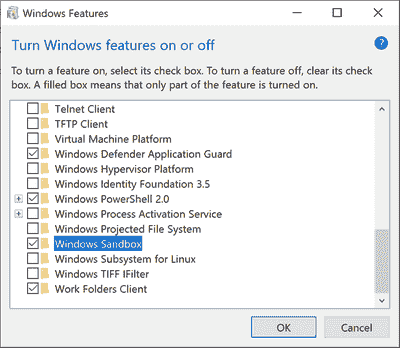 Windows Features
Turn Windows features on or off
?
To turn a feature on, select its check box. To turn a feature off, clear its check
box. A filled box means that only part of the feature is turned on.
Telnet Client
TFTP Client
Virtual Machine Platform
Windows Defender Application Guard
Windows Hypervisor Platform
Windows Identity Foundation 3.5
Windows PowerShell 2.0
Windows Process Activation Service
Windows Projected File System
Windows Sandbox
Windows Subsystem for Linux
Windows TIFF IFilter
Work Folders Client
OK
Cancel